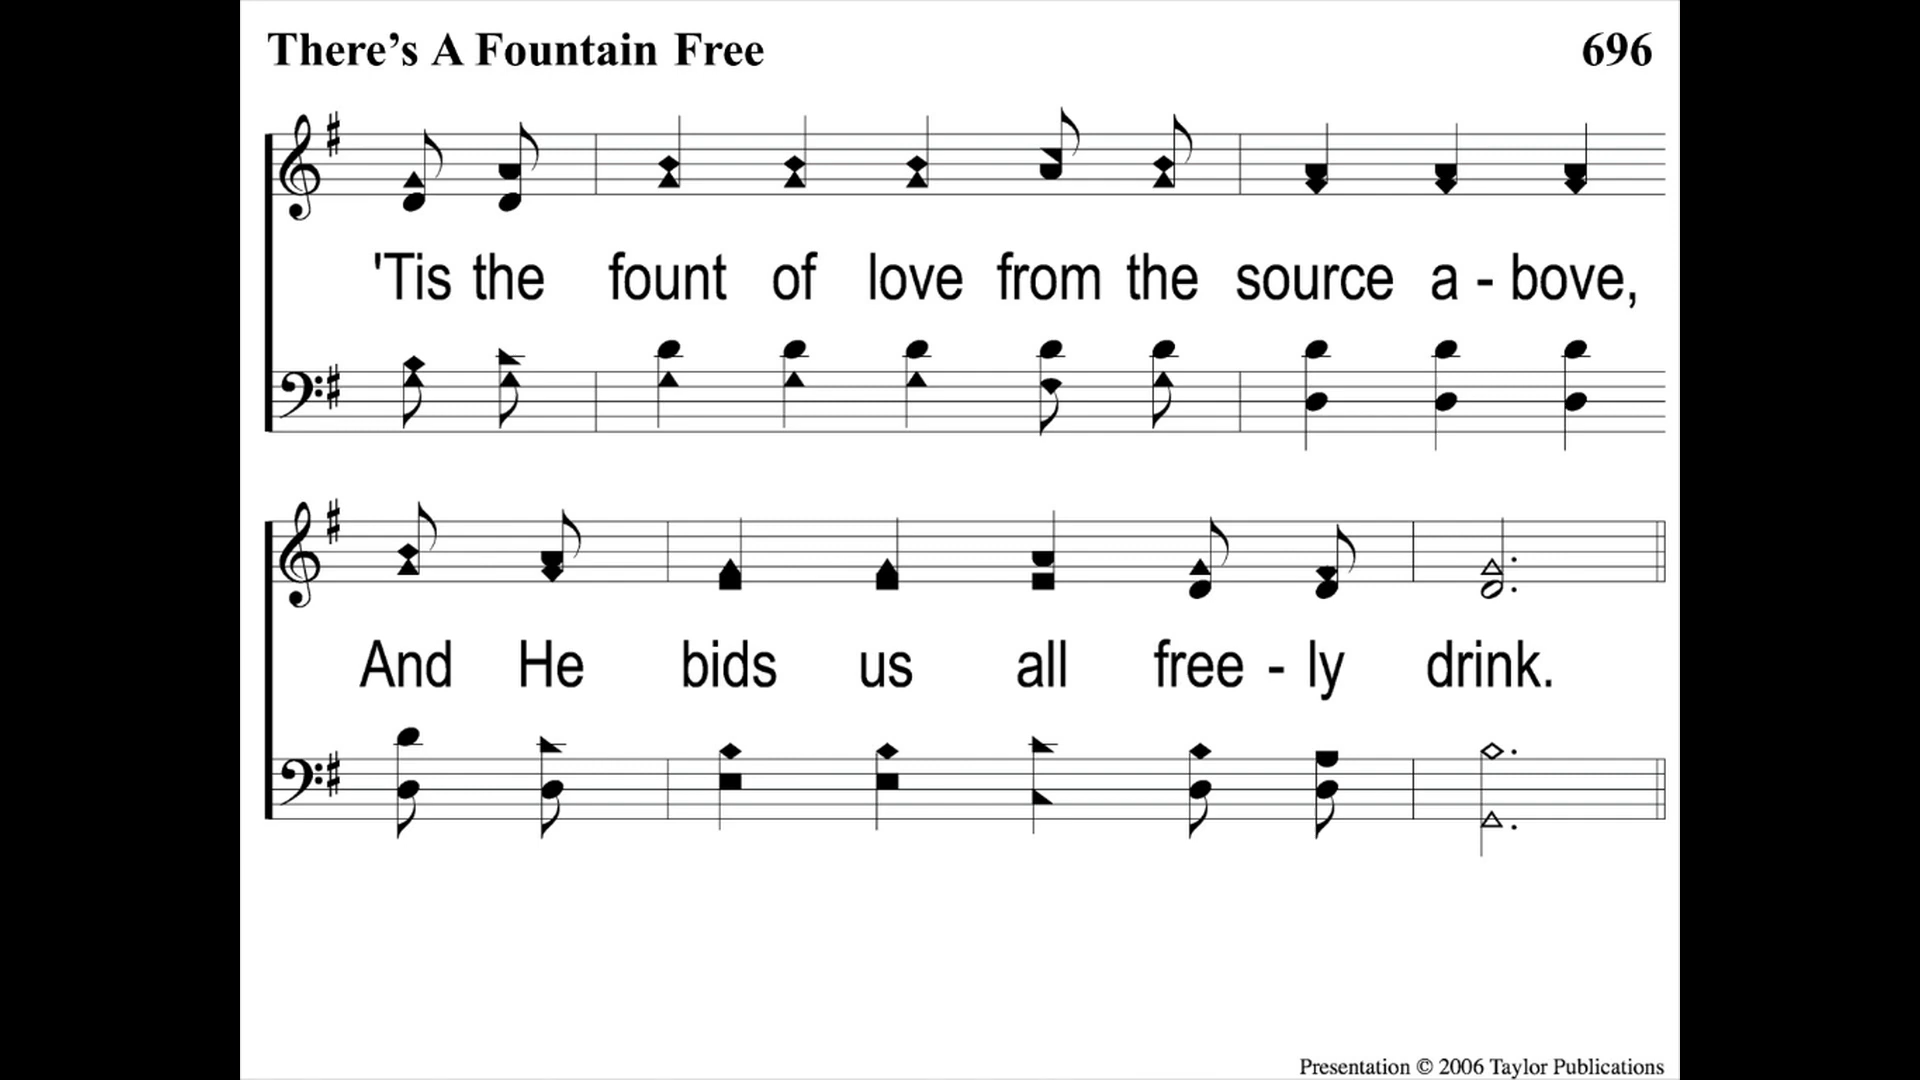 There's A Fountain Free 696
'Tis the fount of love from the source a - bove,
And He bids us all free - ly drink.
Presentation © 2006 Taylor Publications